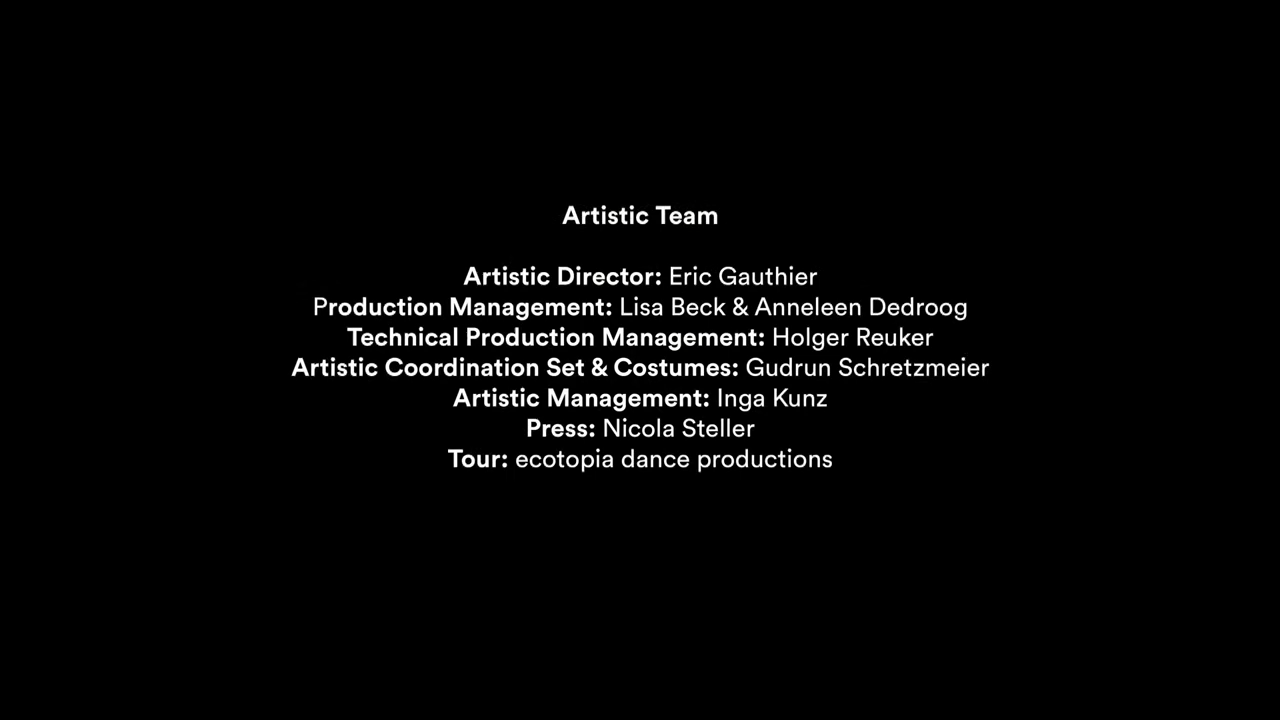 Artistic Team
Artistic Director: Eric Gauthier
Production Management: Lisa Beck & Anneleen Dedroog
Technical Production Management: Holger Reuker
Artistic Coordination Set & Costumes: Gudrun Schretzmeier
Artistic Management: Inga Kunz
Press: Nicola Steller
Tour: ecotopia dance productions